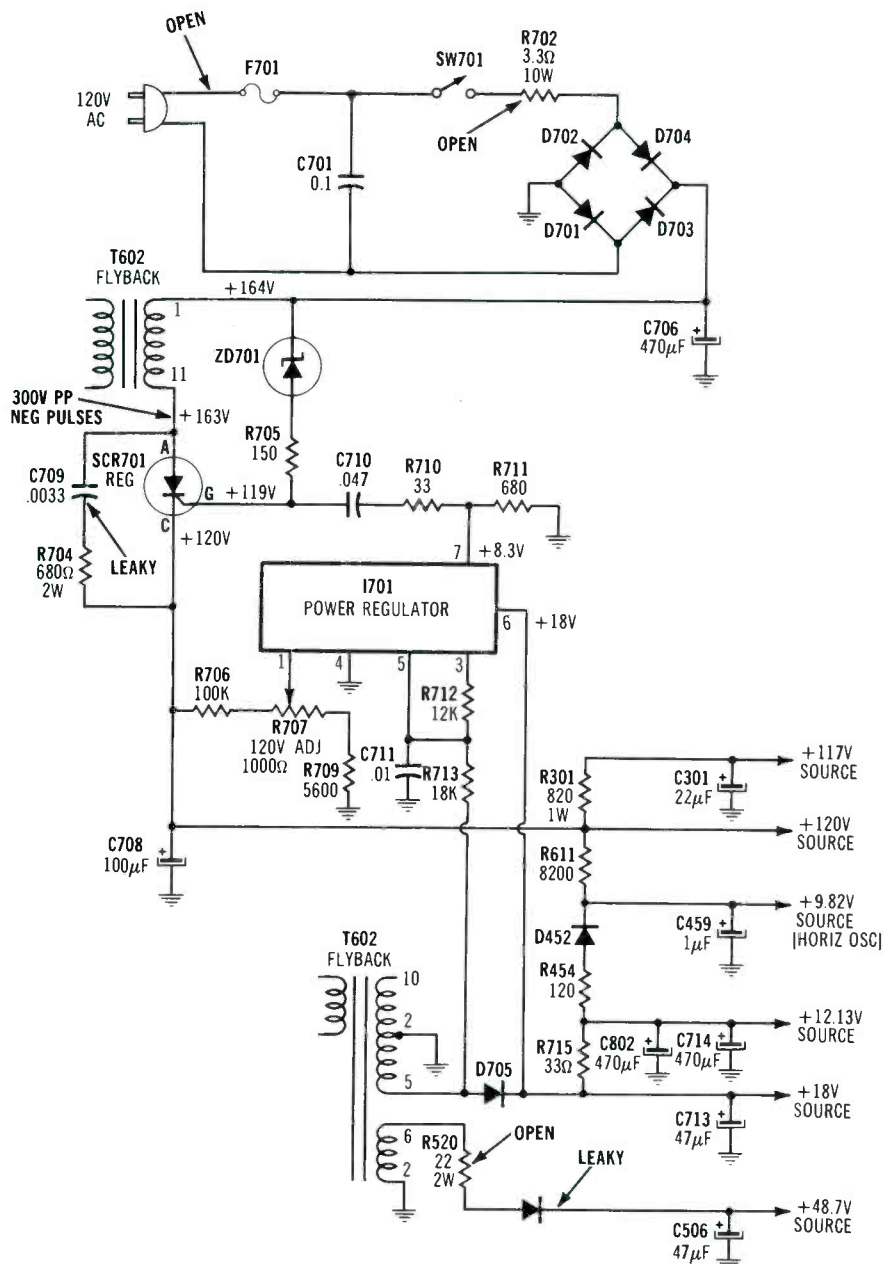 OPEN
F701
120V
AC
C701
0.1
SW701
R702
3.3Ω
10W
OPEN
D702
D704
D701
D703
T602
FLYBACK
+164V
1
11
ZD701
C706
+
470µF
300V PP
NEG PULSES
+163V
R705
150
A
SCR701
REG
C709
.0033
G
+119V
C710
.047
R710
33
R711
680
C
+120V
LEAKY
R704
680Ω
2W
7
+8.3V
I701
POWER REGULATOR
6
+18V
1
4
5
3
R706
100K
R707
120V ADJ
1000Ω
R709
5600
R712
12K
C711
.01
R713
18K
C708
+
100µF
R301
820
1W
+
C301
22µF
+117V
SOURCE
+120V
SOURCE
R611
8200
+
C459
1µF
+9.82V
SOURCE
|HORIZ OSC|
D452
R454
120
T602
FLYBACK
10
2
5
D705
R715
33Ω
C802
+
470µF
C714
+
470µF
+12.13V
SOURCE
+18V
SOURCE
+
C713
47µF
6
2
R520
22
2W
OPEN
LEAKY
+48.7V
SOURCE
+
C506
47µF